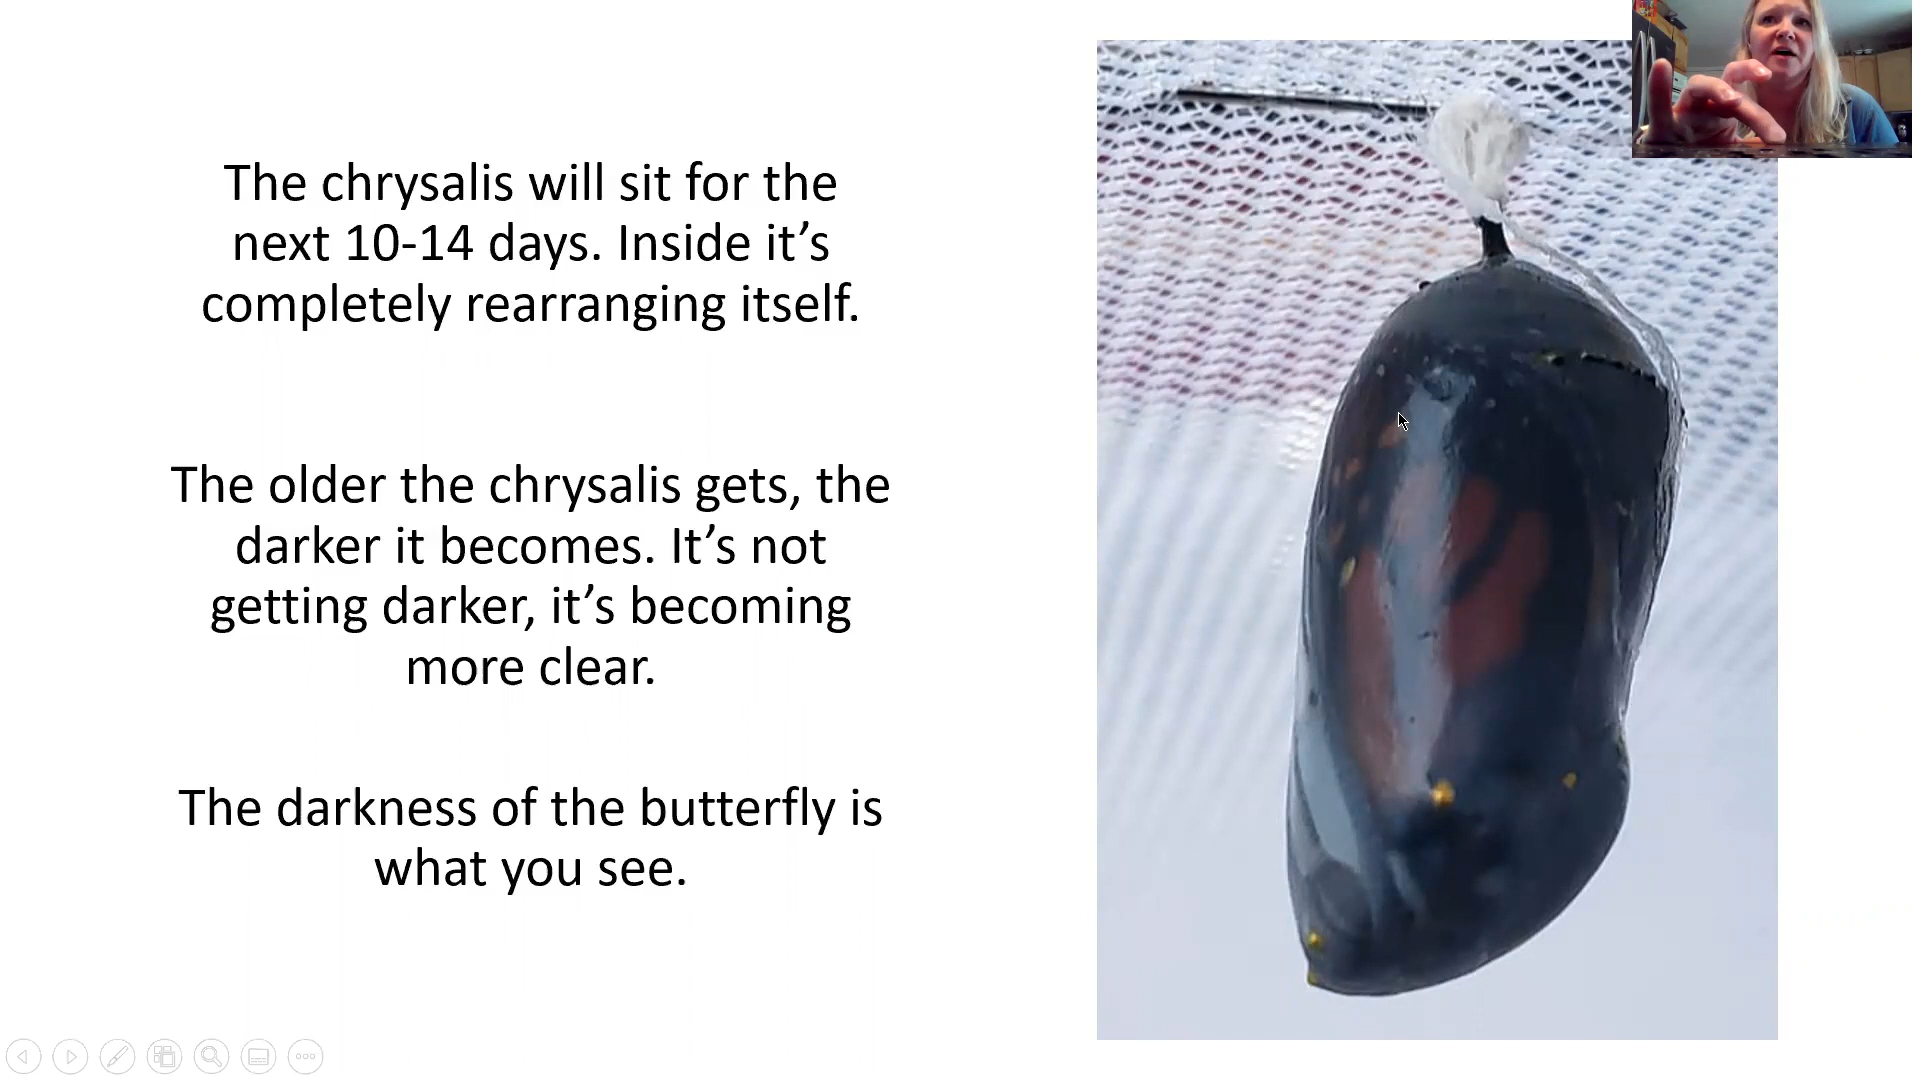 The chrysalis will sit for the
next 10-14 days. Inside it’s
completely rearranging itself.
The older the chrysalis gets, the
darker it becomes. It’s not
getting darker, it’s becoming
more clear.
The darkness of the butterfly is
what you see.